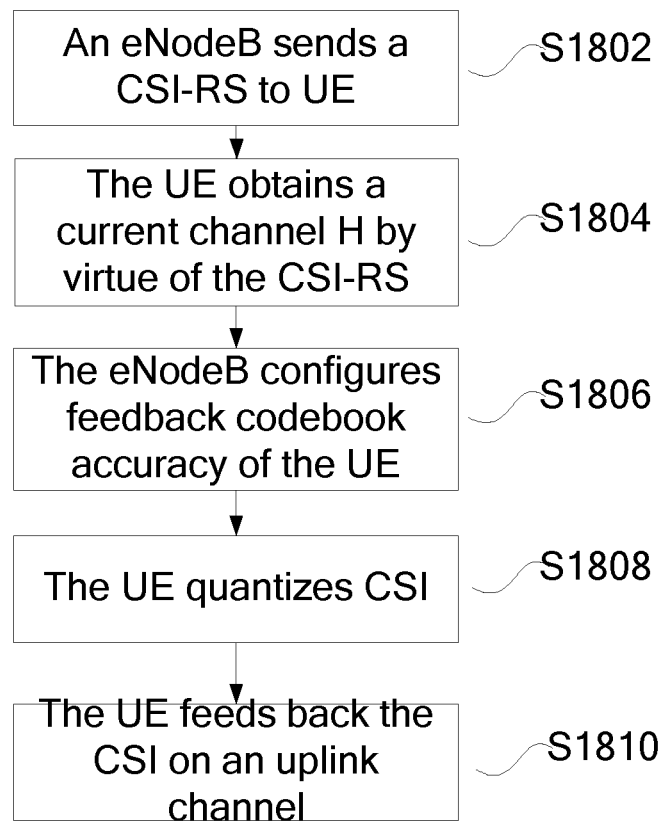 An eNodeB sends a
CSI-RS to UE
S1802
The UE obtains a
current channel H by
virtue of the CSI-RS
S1804
The eNodeB configures
feedback codebook
accuracy of the UE
S1806
The UE quantizes CSI
S1808
The UE feeds back the
CSI on an uplink
channel
S1810